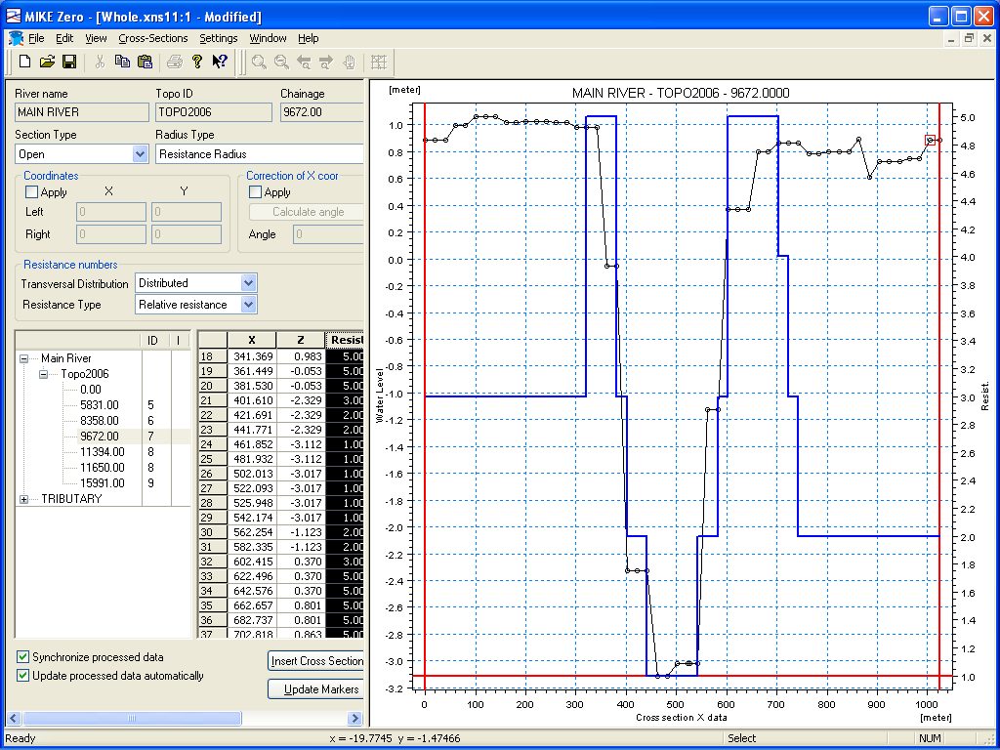 MIKE Zero - [Whole.xns11:1 - Modified]
File Edit View Cross-Sections Settings Window Help
River name Topo ID Chainage
MAIN RIVER TOPO2006 9672.00
Section Type Radius Type
Open Resistance Radius
Coordinates Correction of X coor
Apply X Y Apply
Left 0 0 Calculate angle
Right 0 0 Angle 0
Resistance numbers
Transversal Distribution Distributed
Resistance Type Relative resistance
ID I
Main River
Topo2006
0.00
5831.00 5
8358.00 6
9672.00 7
11394.00 8
11650.00 8
15991.00 9
TRIBUTARY
X Z Resist
18 341.369 0.983 5.00
19 361.449 -0.053 5.00
20 381.530 -0.053 5.00
21 401.610 -2.329 3.00
22 421.691 -2.329 2.00
23 441.771 -2.329 2.00
24 461.852 -3.112 1.00
25 481.932 -3.112 1.00
26 502.013 -3.017 1.00
27 522.093 -3.017 1.00
28 525.948 -3.017 1.00
29 542.174 -3.017 1.00
30 562.254 -1.123 2.00
31 582.335 -1.123 2.00
32 602.415 0.370 3.00
33 622.496 0.370 5.00
34 642.576 0.370 5.00
35 662.657 0.801 5.00
36 682.737 0.801 5.00
37 702.818 0.863 5.00
Synchronize processed data
Update processed data automatically
Insert Cross Section
Update Markers
[meter] MAIN RIVER - TOPO2006 - 9672.0000
1.0
0.8
0.6
0.4
0.2
0.0
-0.2
-0.4
-0.6
-0.8
-1.0
-1.2
-1.4
-1.6
-1.8
-2.0
-2.2
-2.4
-2.6
-2.8
-3.0
-3.2
Water Level
5.0
4.8
4.6
4.4
4.2
4.0
3.8
3.6
3.4
3.2
3.0
2.8
2.6
2.4
2.2
2.0
1.8
1.6
1.4
1.2
1.0
Resist.
0 100 200 300 400 500 600 700 800 900 1000
Cross section X data [meter]
Ready x = -19.7745 y = -1.47466 Select NUM